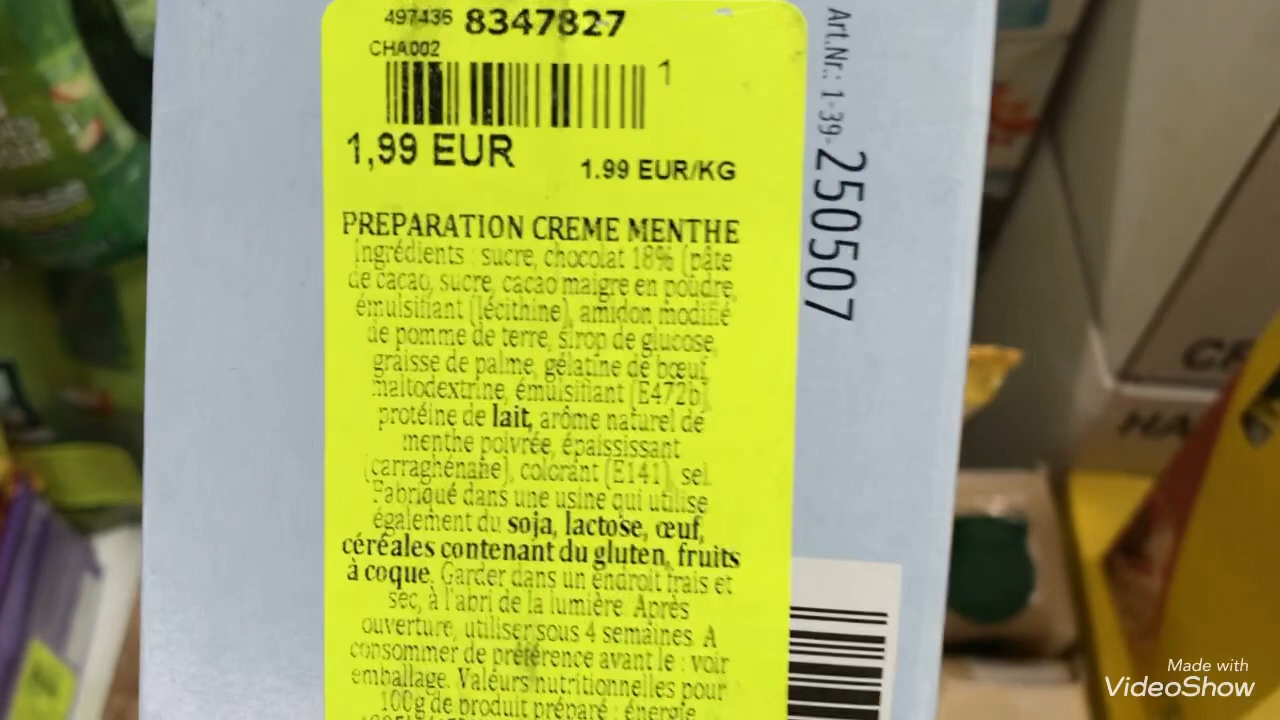 497436 8347827
CHA002
1
1,99 EUR
1.99 EUR/KG
PREPARATION CREME MENTHE
Ingrédients : sucre, chocolat 18% (pâte
de cacao, sucre, cacao maigre en poudre,
émulsifiant (lécithine), amidon modifié
de pomme de terre, sirop de glucose,
graisse de palme, gélatine de bœuf,
maltodextrine, émulsifiant (E472b),
protéine de lait, arôme naturel de
menthe poivrée, épaississant
(carraghénane), colorant (E141), sel.
Fabriqué dans une usine qui utilise
également du soja, lactose, œuf,
céréales contenant du gluten, fruits
à coque. Garder dans un endroit frais et
sec, à l'abri de la lumière. Après
ouverture, utiliser sous 4 semaines. A
consommer de préférence avant le : voir
emballage. Valeurs nutritionnelles pour
100g de produit préparé : énergie
Art.Nr.: 1-39-250507
HA
Made with
VideoShow